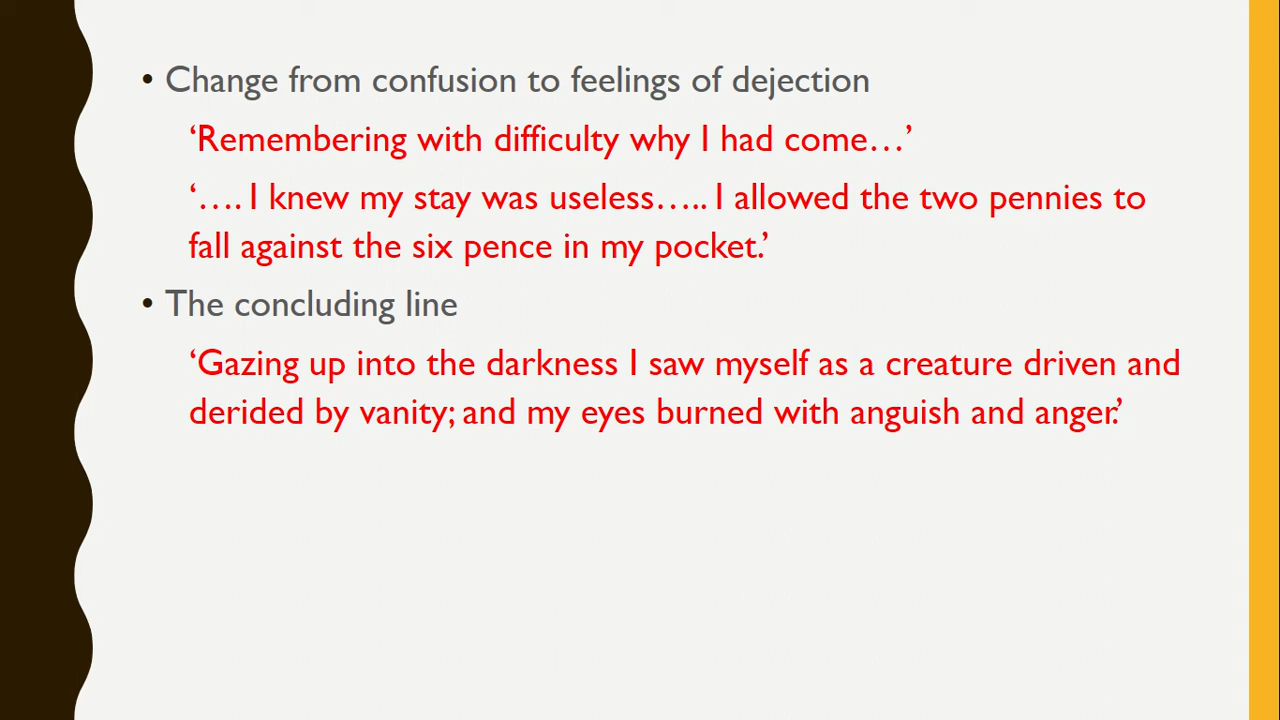 • Change from confusion to feelings of dejection
‘Remembering with difficulty why I had come…’
‘…. I knew my stay was useless….. I allowed the two pennies to
fall against the six pence in my pocket.’
• The concluding line
‘Gazing up into the darkness I saw myself as a creature driven and
derided by vanity; and my eyes burned with anguish and anger.’